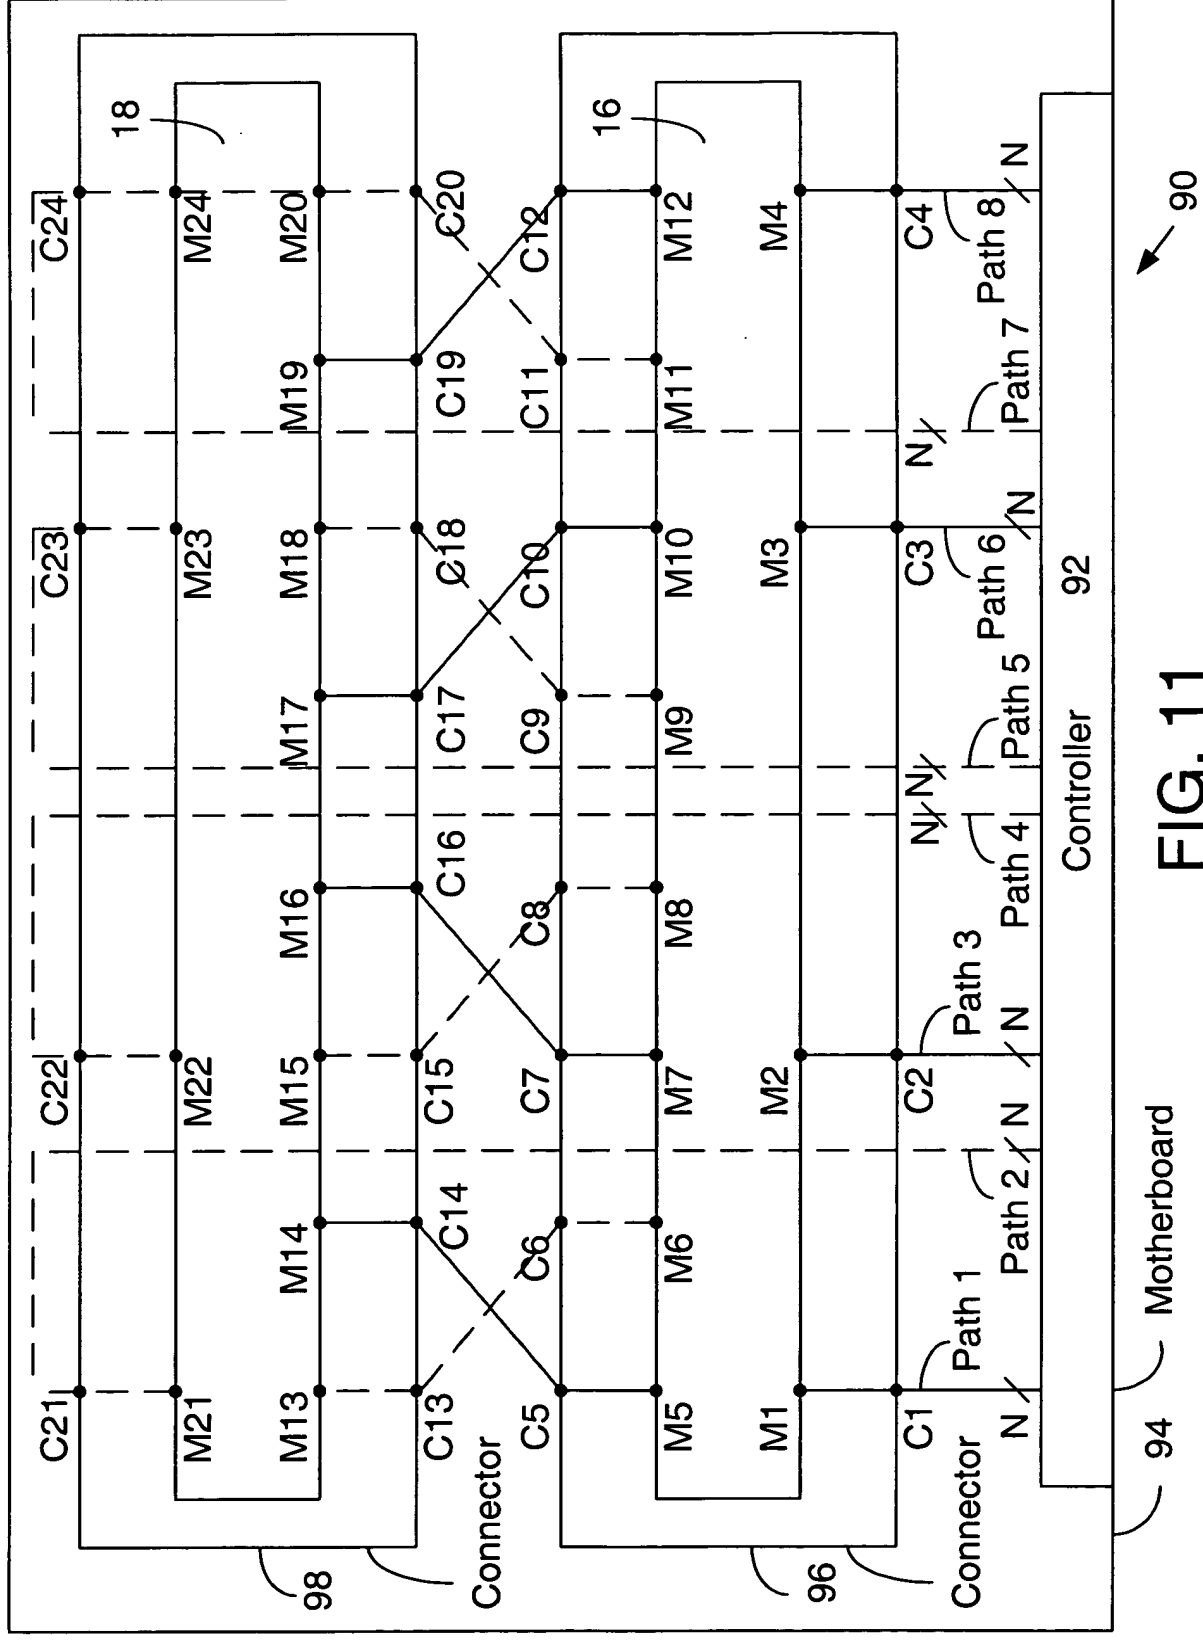 18
C24
M24
M20
C20
M19
C19
C23
M23
M18
C18
M17
C17
C16
M16
C22
M22
M15
C15
C14
M14
C21
M21
M13
C13
Connector
98
16
C12
M12
C11
M11
M4
C4
C10
M10
C9
M9
M3
C3
C8
M8
C7
M7
M2
C2
C6
M6
C5
M5
M1
C1
Connector
96
N
Path 8
Path 7
N
N
Path 6
Path 5
N
N
Path 4
Path 3
N
N
Path 2
Path 1
N
92
Controller
Motherboard
94
90
FIG. 11